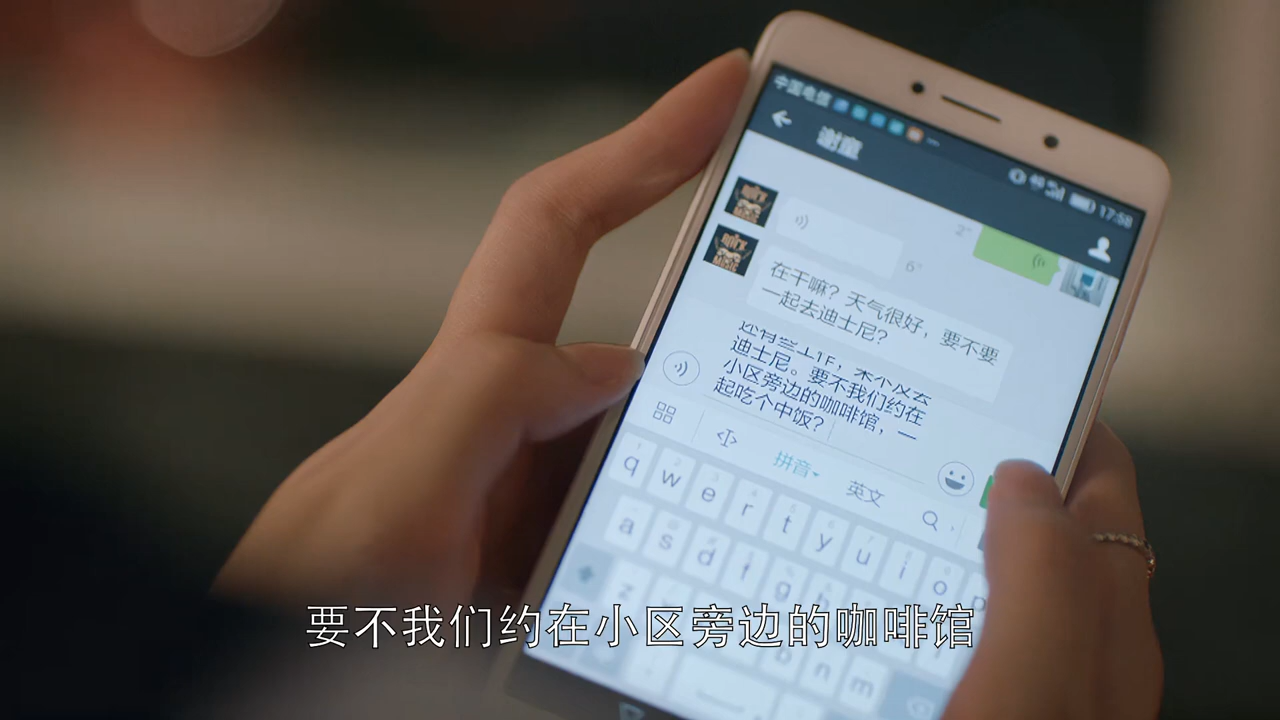 中国电信
17:58
谢童
2"
6"
在干嘛？天气很好，要不要
一起去迪士尼？
迪士尼。要不我们约在
小区旁边的咖啡馆，一
起吃个中饭？
拼音
英文
q w e r t y u i o p
a s d f g h
z
b n m
要不我们约在小区旁边的咖啡馆